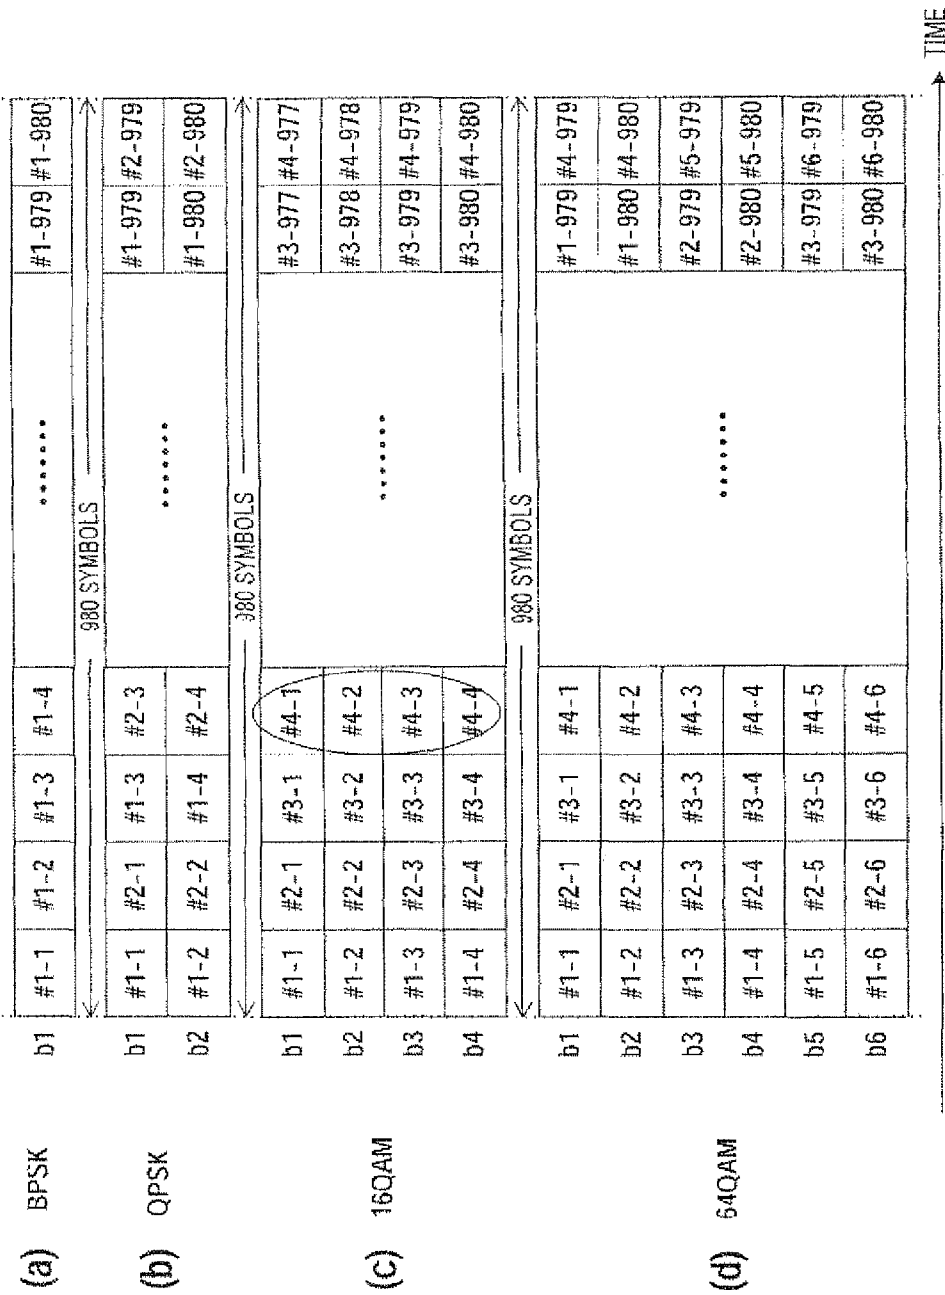 (a) BPSK b1 #1-1 #1-2 #1-3 #1-4 ....... #1-979 #1-980
980 SYMBOLS
(b) QPSK b1 #1-1 #2-1 #1-3 #2-3 ........ #1-979 #2-979
b2 #1-2 #2-2 #1-4 #2-4 #1-980 #2-980
980 SYMBOLS
(c) 16QAM b1 #1-1 #2-1 #3-1 #4-1 ........ #3-977 #4-977
b2 #1-2 #2-2 #3-2 #4-2 #3-978 #4-978
b3 #1-3 #2-3 #3-3 #4-3 #3-979 #4-979
b4 #1-4 #2-4 #3-4 #4-4 #3-980 #4-980
980 SYMBOLS
(d) 64QAM b1 #1-1 #2-1 #3-1 #4-1 ........ #1-979 #4-979
b2 #1-2 #2-2 #3-2 #4-2 #1-980 #4-980
b3 #1-3 #2-3 #3-3 #4-3 #2-979 #5-979
b4 #1-4 #2-4 #3-4 #4-4 #2-980 #5-980
b5 #1-5 #2-5 #3-5 #4-5 #3-979 #6-979
b6 #1-6 #2-6 #3-6 #4-6 #3-980 #6-980
TIME